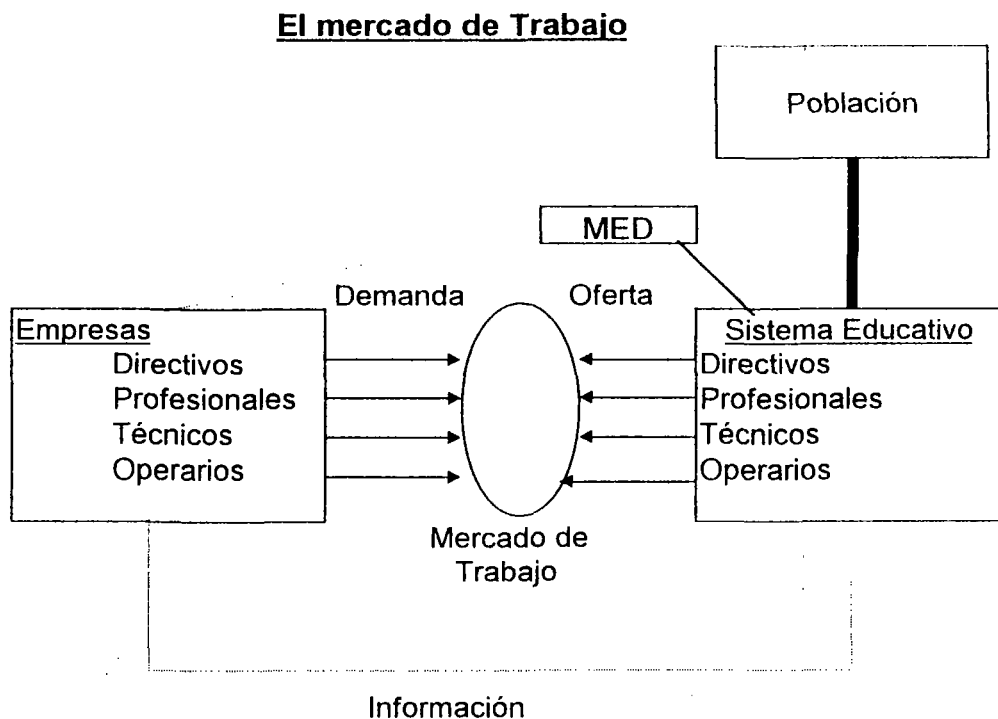 El mercado de Trabajo
Población
MED
Demanda
Oferta
Empresas
Directivos
Profesionales
Técnicos
Operarios
Sistema Educativo
Directivos
Profesionales
Técnicos
Operarios
Mercado de
Trabajo
Información